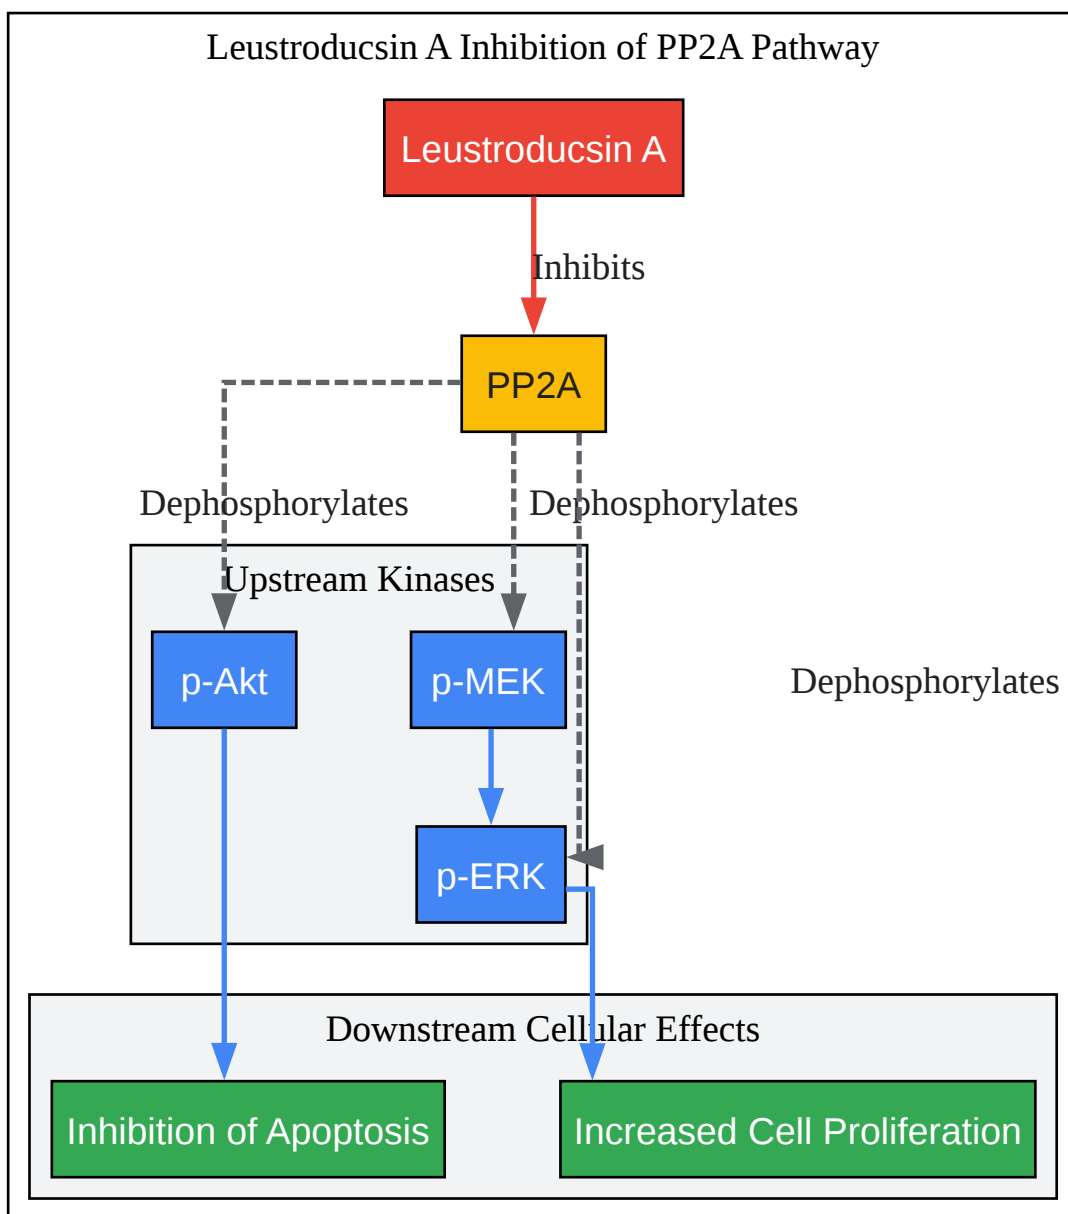 Leustroducsin A Inhibition of PP2A Pathway
Leustroducsin A
Inhibits
PP2A
Dephosphorylates
Dephosphorylates
Upstream Kinases
p-Akt
p-MEK
Dephosphorylates
p-ERK
Downstream Cellular Effects
Inhibition of Apoptosis
Increased Cell Proliferation